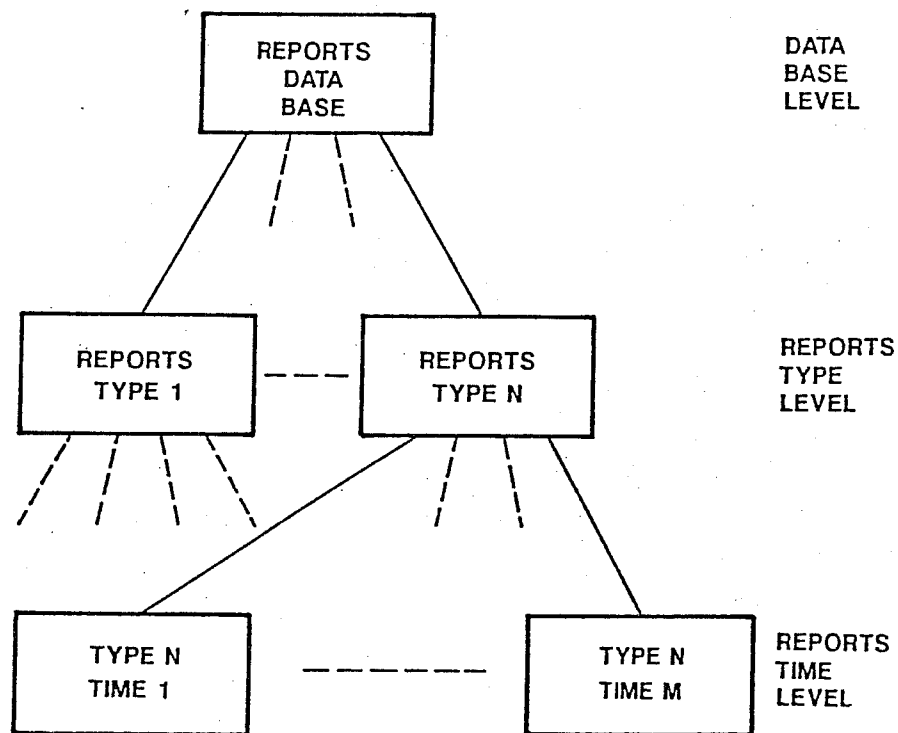 REPORTS
DATA
BASE
DATA
BASE
LEVEL
REPORTS
TYPE 1
REPORTS
TYPE N
REPORTS
TYPE
LEVEL
TYPE N
TIME 1
TYPE N
TIME M
REPORTS
TIME
LEVEL